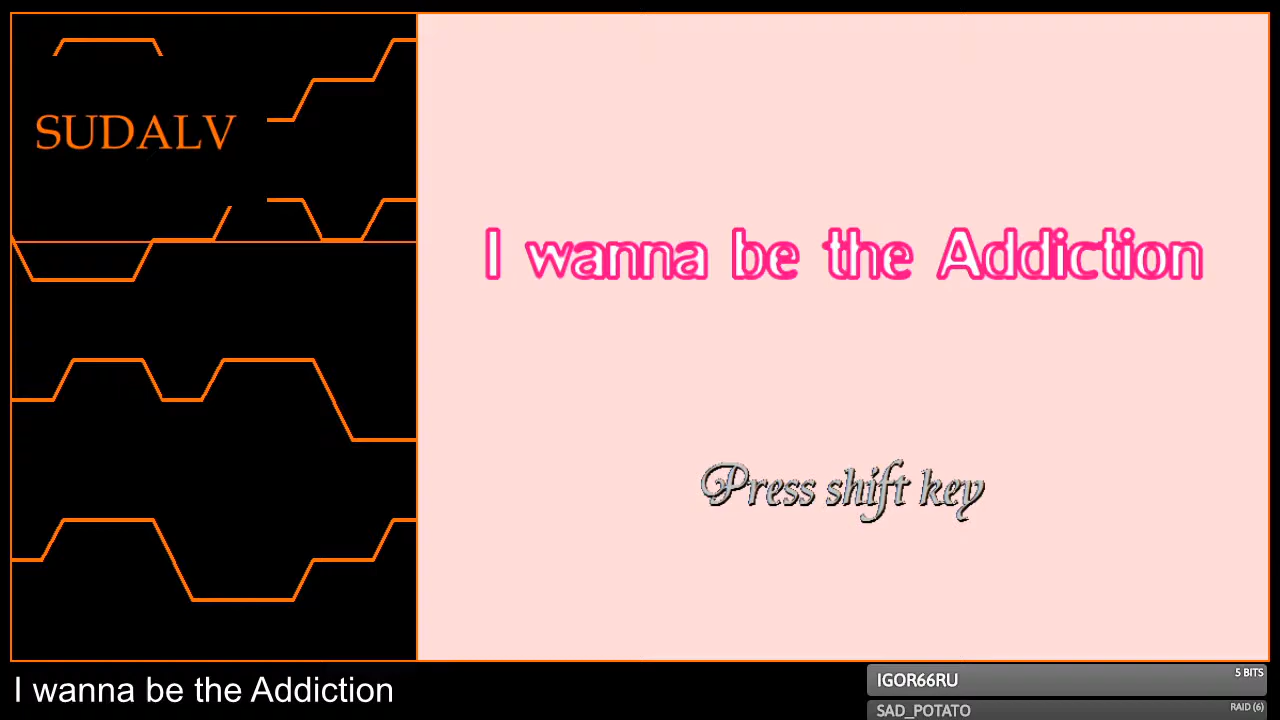 SUDALV
I wanna be the Addiction
Press shift key
I wanna be the Addiction
IGOR66RU 5 BITS
SAD_POTATO RAID (6)